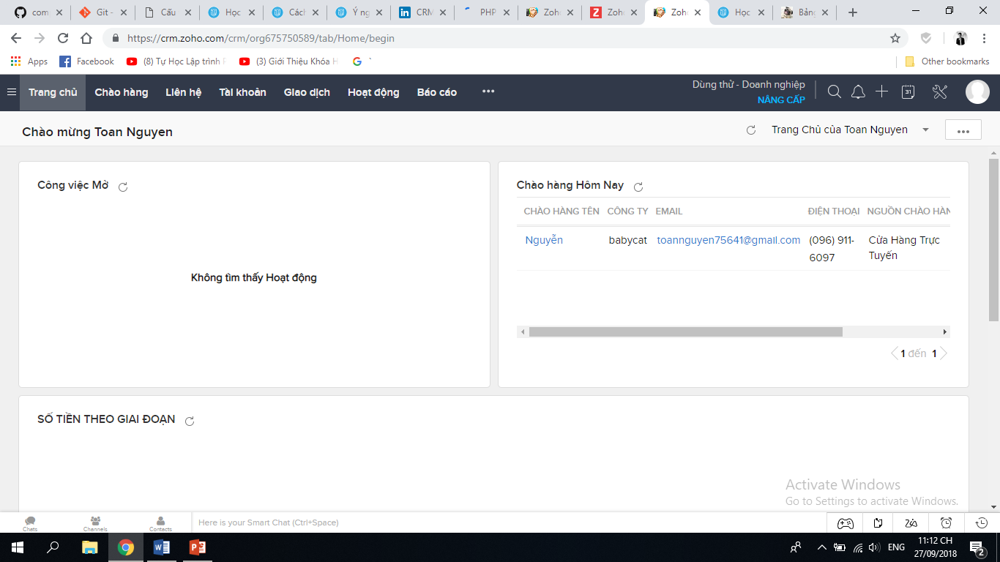 com
Git -
Cấu
Học
Cách
Ý ng
CRM
PHP
Zoho
Zoho
Zoho
Học
Bảng
https://crm.zoho.com/crm/org675750589/tab/Home/begin
Apps
Facebook
(8) Tự Học Lập trình P
(3) Giới Thiệu Khóa H
Other bookmarks
Trang chủ
Chào hàng
Liên hệ
Tài khoản
Giao dịch
Hoạt động
Báo cáo
•••
Dùng thử - Doanh nghiệp
NÂNG CẤP
31
Chào mừng Toan Nguyen
Trang Chủ của Toan Nguyen
Công việc Mở
Không tìm thấy Hoạt động
Chào hàng Hôm Nay
CHÀO HÀNG TÊN CÔNG TY EMAIL ĐIỆN THOẠI NGUỒN CHÀO HÀN
Nguyễn babycat toannguyen75641@gmail.com (096) 911- Cửa Hàng Trực
6097 Tuyến
1 đến 1
SỐ TIỀN THEO GIAI ĐOẠN
Activate Windows
Go to Settings to activate Windows.
Chats
Channels
Contacts
Here is your Smart Chat (Ctrl+Space)
ENG
11:12 CH
27/09/2018
2